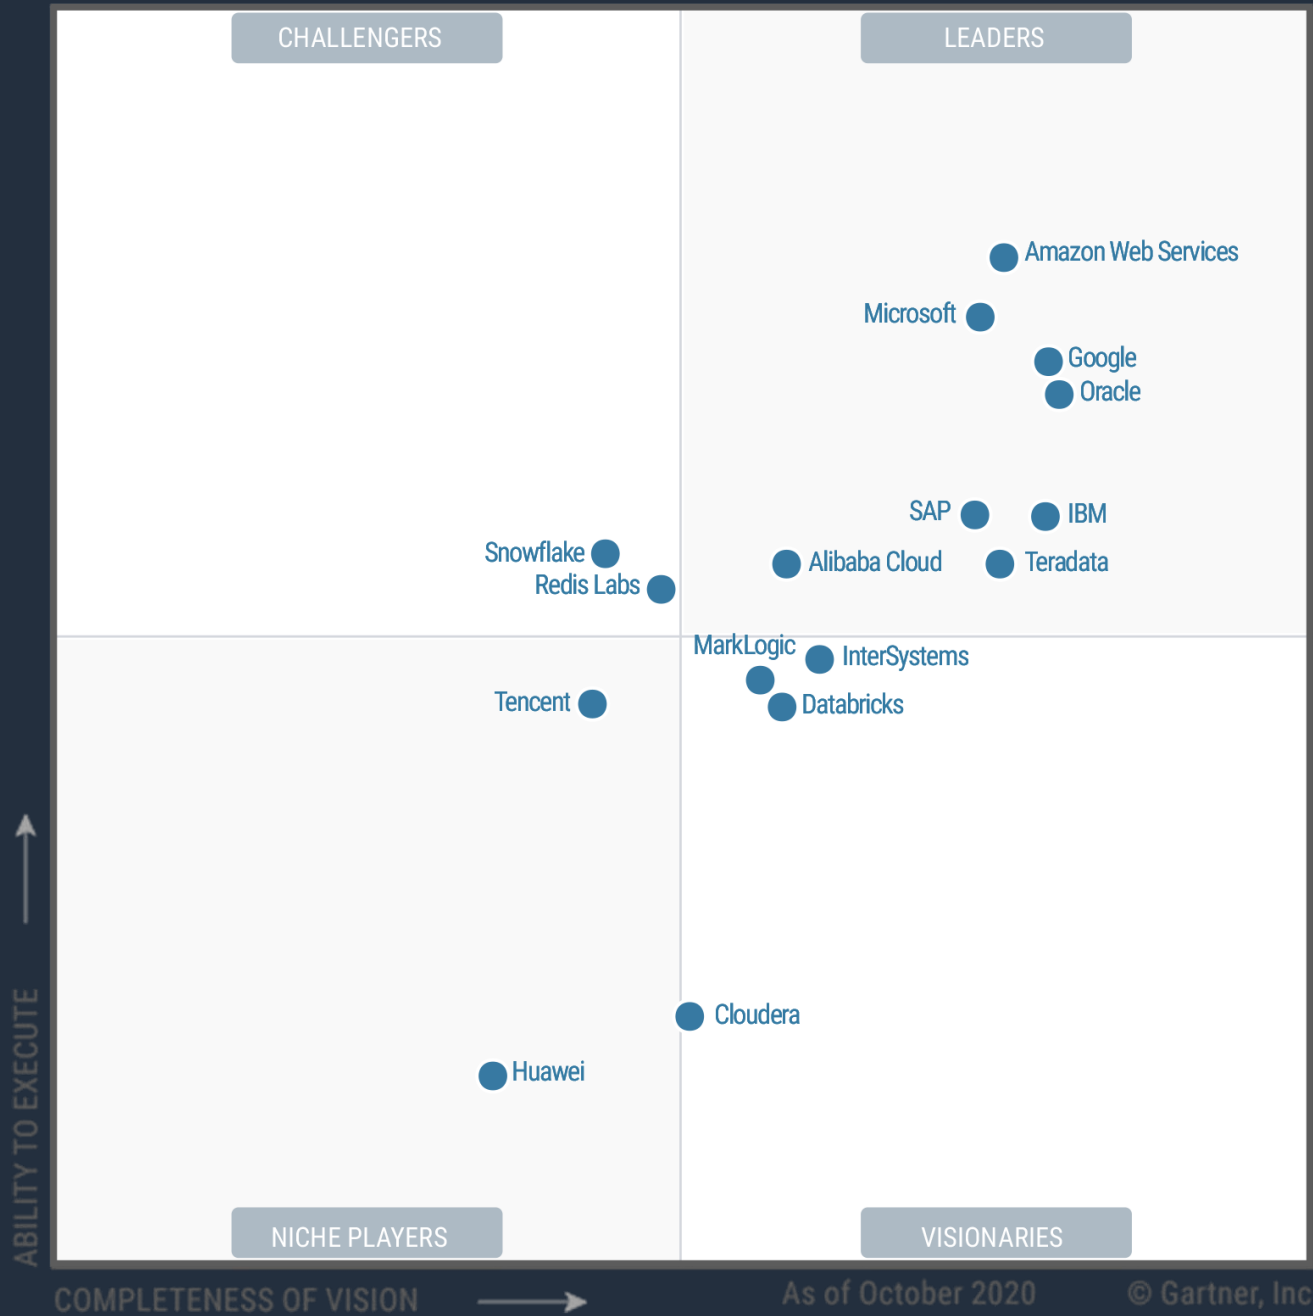 CHALLENGERS
LEADERS
Amazon Web Services
Microsoft
Google
Oracle
SAP
IBM
Snowflake
Alibaba Cloud
Teradata
Redis Labs
MarkLogic
InterSystems
Tencent
Databricks
Cloudera
Huawei
NICHE PLAYERS
VISIONARIES
ABILITY TO EXECUTE
COMPLETENESS OF VISION
As of October 2020
© Gartner, Inc